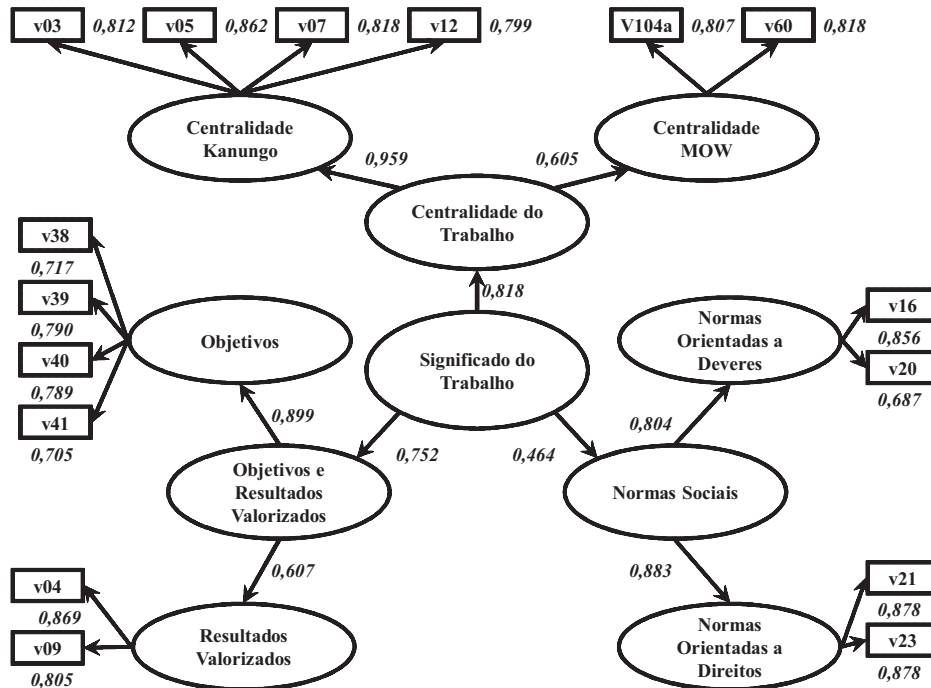 v03 0,812 v05 0,862 v07 0,818 v12 0,799 V104a 0,807 v60 0,818
Centralidade
Kanungo
Centralidade
MOW
0,959
0,605
Centralidade do
Trabalho
0,818
v38
0,717
v39
0,790
v40
0,789
v41
0,705
Objetivos
Significado do
Trabalho
Normas
Orientadas a
Deveres
v16
0,856
v20
0,687
0,899
0,752
0,464
0,804
Objetivos e
Resultados
Valorizados
Normas Sociais
0,607
0,883
v04
0,869
v09
0,805
Resultados
Valorizados
Normas
Orientadas a
Direitos
v21
0,878
v23
0,878